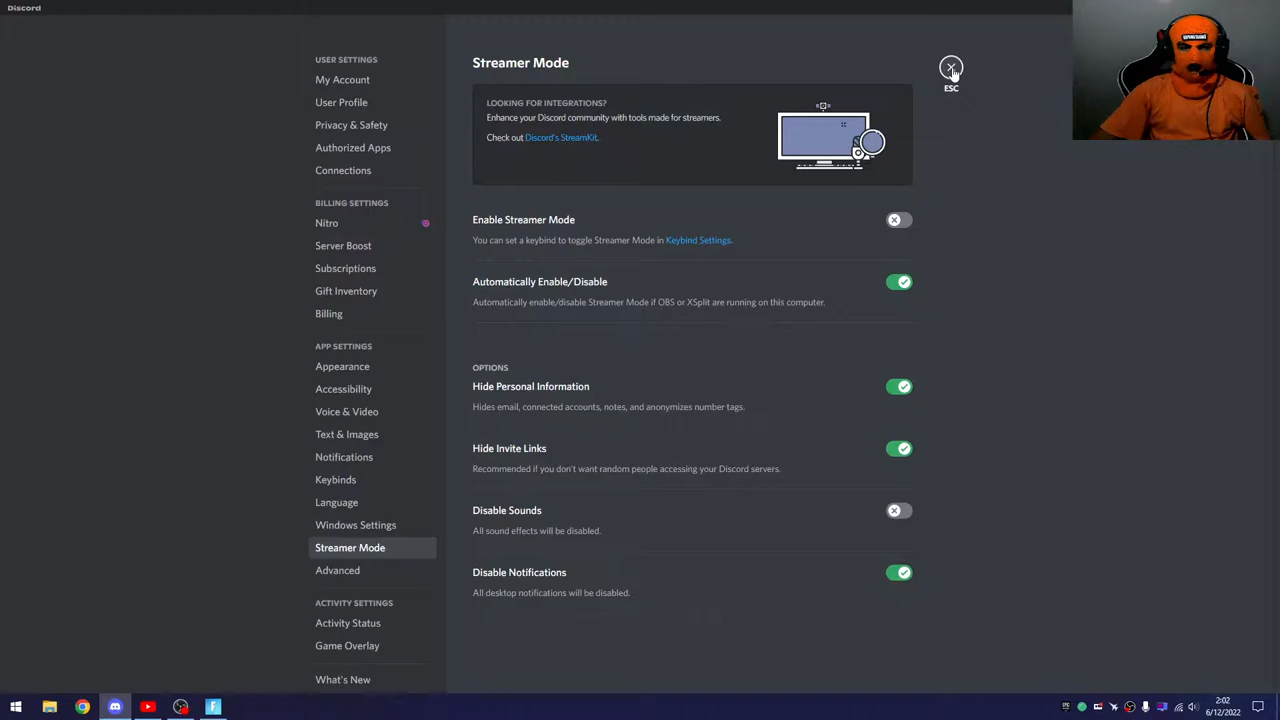 Discord
USER SETTINGS
My Account
User Profile
Privacy & Safety
Authorized Apps
Connections
BILLING SETTINGS
Nitro
Server Boost
Subscriptions
Gift Inventory
Billing
APP SETTINGS
Appearance
Accessibility
Voice & Video
Text & Images
Notifications
Keybinds
Language
Windows Settings
Streamer Mode
Advanced
ACTIVITY SETTINGS
Activity Status
Game Overlay
What's New
Streamer Mode
ESC
LOOKING FOR INTEGRATIONS?
Enhance your Discord community with tools made for streamers.
Check out Discord's StreamKit.
Enable Streamer Mode
You can set a keybind to toggle Streamer Mode in Keybind Settings.
Automatically Enable/Disable
Automatically enable/disable Streamer Mode if OBS or XSplit are running on this computer.
OPTIONS
Hide Personal Information
Hides email, connected accounts, notes, and anonymizes number tags.
Hide Invite Links
Recommended if you don't want random people accessing your Discord servers.
Disable Sounds
All sound effects will be disabled.
Disable Notifications
All desktop notifications will be disabled.
2:02
6/12/2022